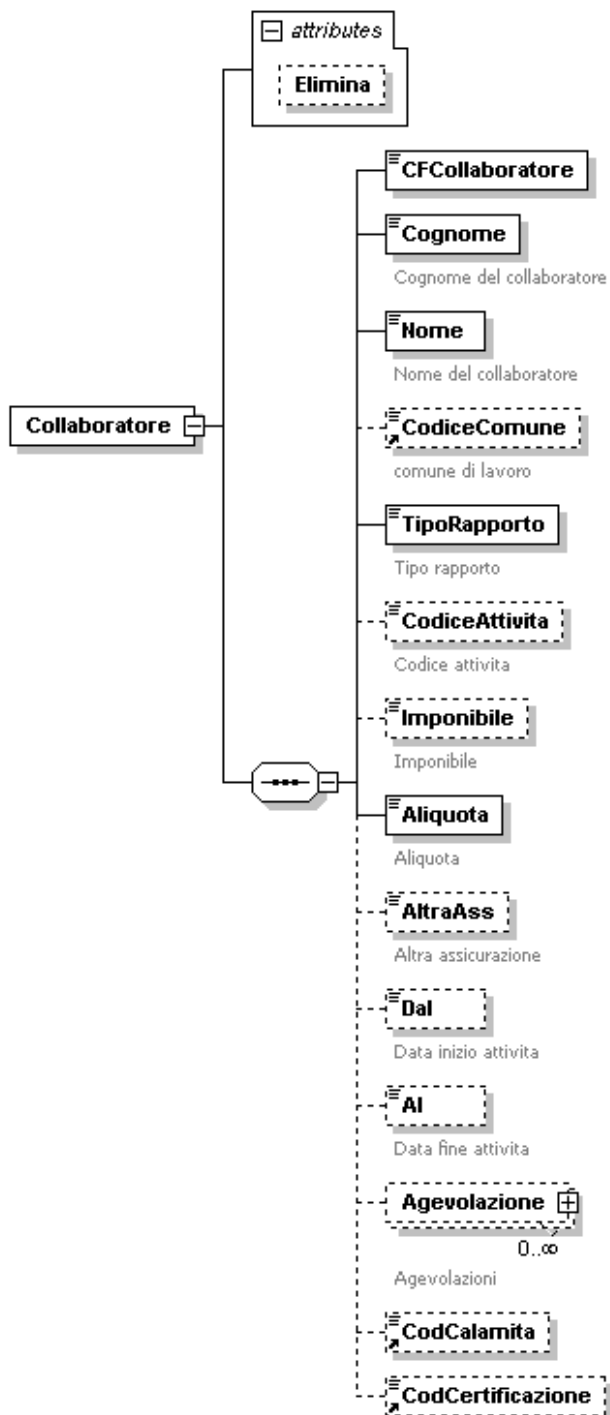 attributes
Elimina
CFCollaboratore
Cognome
Cognome del collaboratore
Nome
Nome del collaboratore
Collaboratore
CodiceComune
comune di lavoro
TipoRapporto
Tipo rapporto
CodiceAttivita
Codice attivita
Imponibile
Imponibile
Aliquota
Aliquota
AltraAss
Altra assicurazione
Dal
Data inizio attivita
Al
Data fine attivita
Agevolazione
0..∞
Agevolazioni
CodCalamita
CodCertificazione